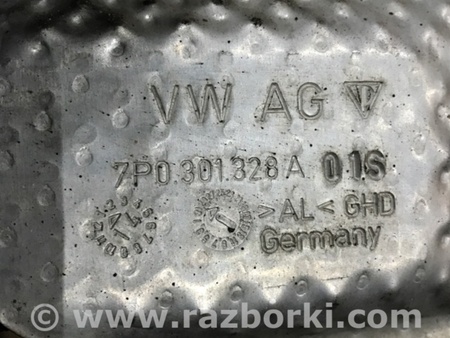 VW AG
7P0.301.328 A 01S
>AL< GHD
Germany
©www.razborki.com